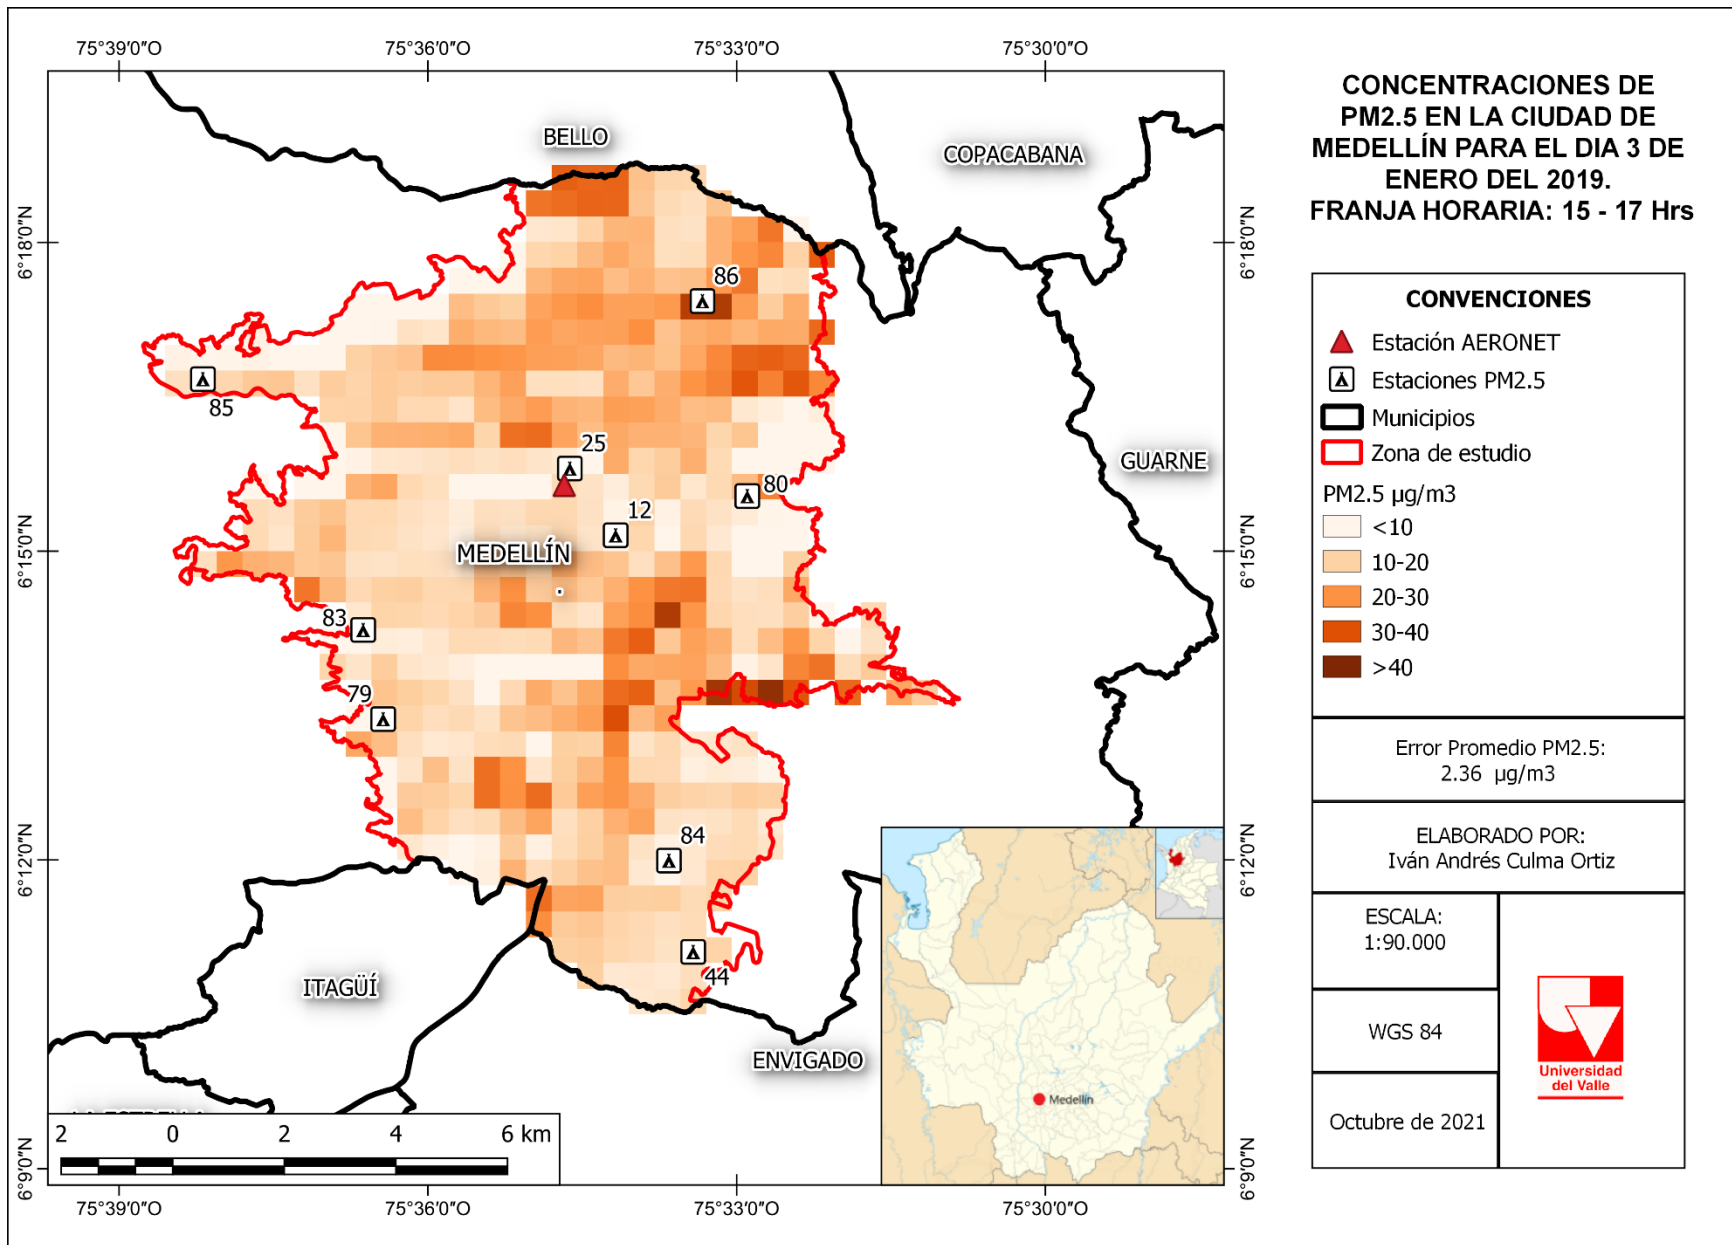 75°39'0"O
75°36'0"O
75°33'0"O
75°30'0"O
CONCENTRACIONES DE
PM2.5 EN LA CIUDAD DE
MEDELLÍN PARA EL DIA 3 DE
ENERO DEL 2019.
FRANJA HORARIA: 15 - 17 Hrs
BELLO
COPACABANA
6°18'0"N
6°18'0"N
86
CONVENCIONES
Estación AERONET
Estaciones PM2.5
Municipios
Zona de estudio
PM2.5 µg/m3
<10
10-20
20-30
30-40
>40
85
25
GUARNE
80
12
MEDELLÍN
6°15'0"N
6°15'0"N
83
79
Error Promedio PM2.5:
2.36 µg/m3
84
ELABORADO POR:
Iván Andrés Culma Ortiz
6°12'0"N
6°12'0"N
ESCALA:
1:90.000
44
ITAGÜÍ
ENVIGADO
WGS 84
Universidad
del Valle
Medellín
Octubre de 2021
2 0 2 4 6 km
6°9'0"N
6°9'0"N
75°39'0"O
75°36'0"O
75°33'0"O
75°30'0"O